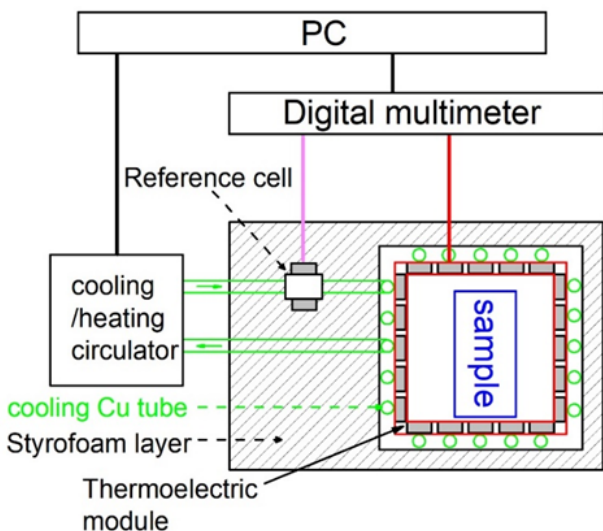 PC
Digital multimeter
Reference cell
cooling
/heating
circulator
sample
cooling Cu tube
Styrofoam layer
Thermoelectric
module